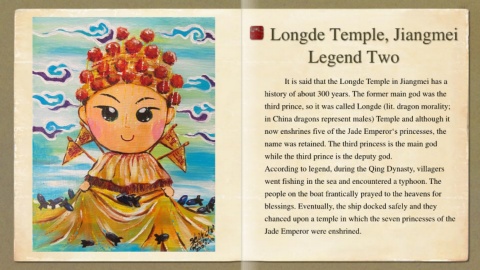 Longde Temple, Jiangmei
Legend Two
It is said that the Longde Temple in Jiangmei has a
history of about 300 years. The former main god was the
third prince, so it was called Longde (lit. dragon morality;
in China dragons represent males) Temple and although it
now enshrines five of the Jade Emperor's princesses, the
name was retained. The third princess is the main god
while the third prince is the deputy god.
According to legend, during the Qing Dynasty, villagers
went fishing in the sea and encountered a typhoon. The
people on the boat frantically prayed to the heavens for
blessings. Eventually, the ship docked safely and they
chanced upon a temple in which the seven princesses of the
Jade Emperor were enshrined.